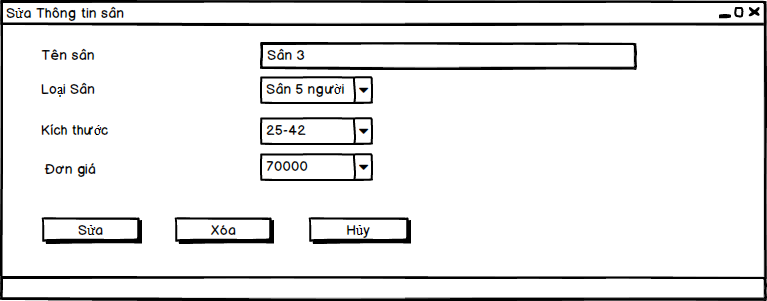 Sửa Thông tin sân
Tên sân Sân 3
Loại Sân Sân 5 người
Kích thước 25-42
Đơn giá 70000
Sửa Xóa Hủy